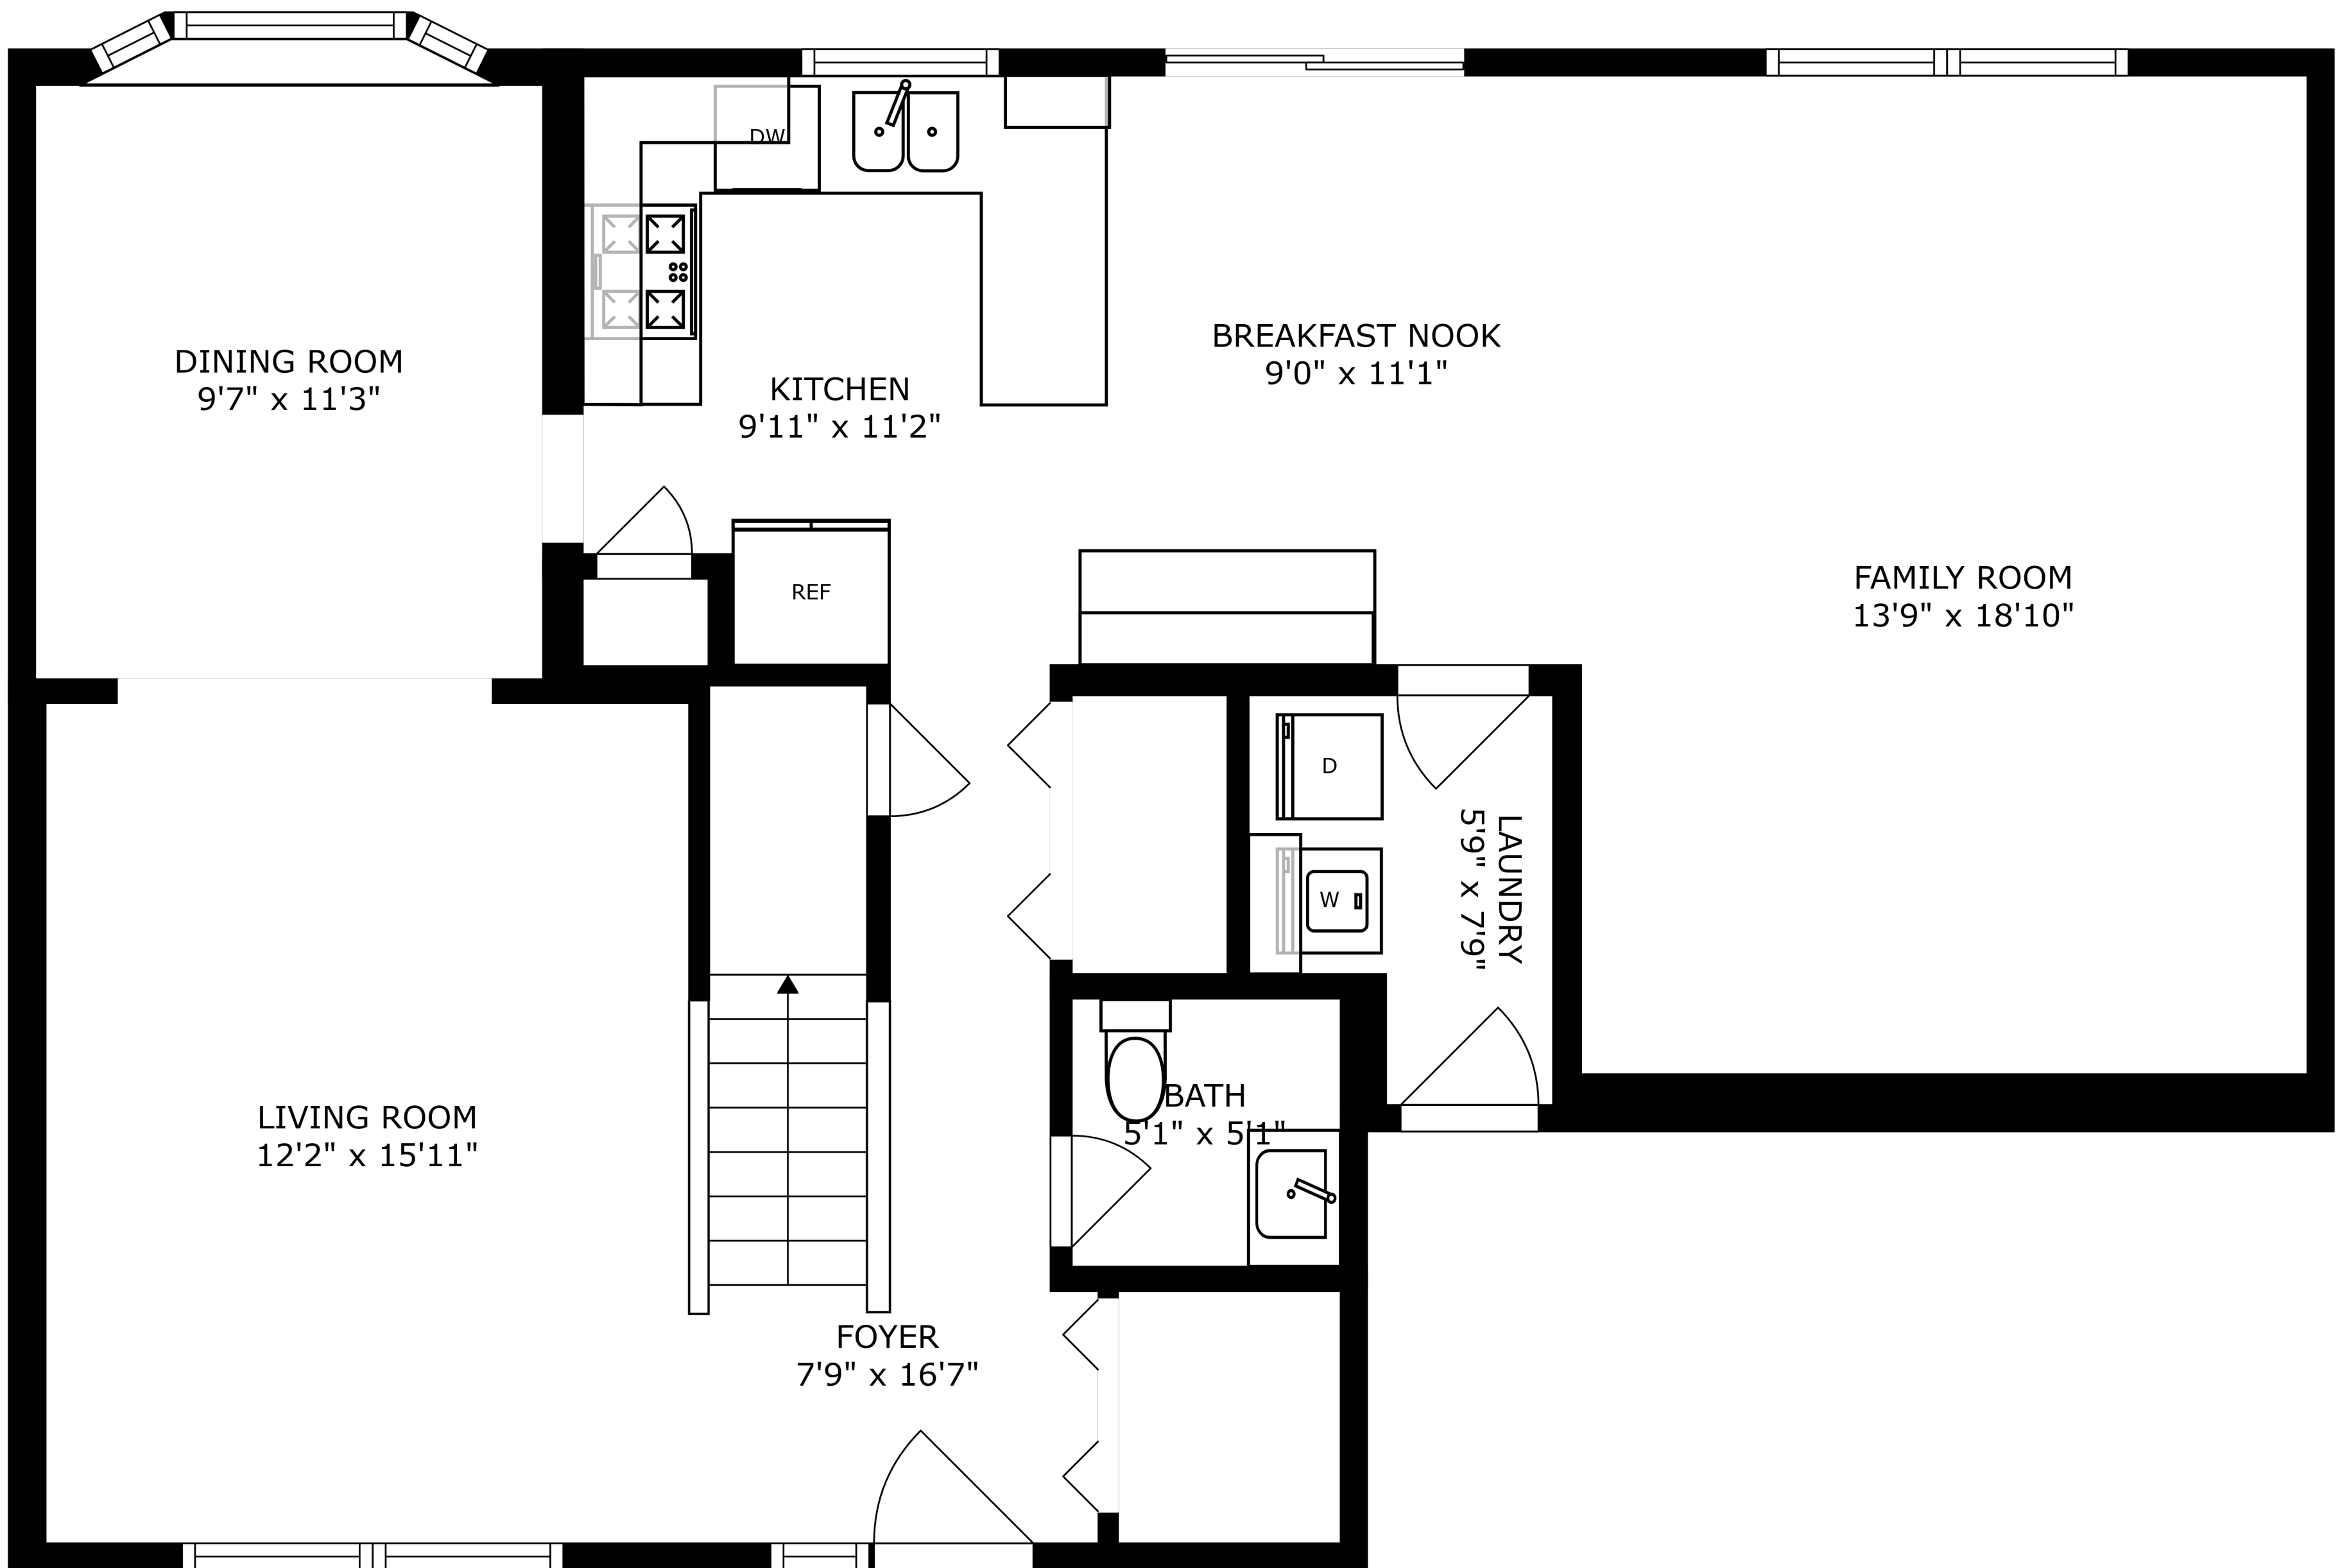 DW
BREAKFAST NOOK
9'0" x 11'1"
DINING ROOM
9'7" x 11'3"
KITCHEN
9'11" x 11'2"
FAMILY ROOM
13'9" x 18'10"
REF
D
W
LAUNDRY
5'9" x 7'9"
BATH
5'1" x 5'1"
LIVING ROOM
12'2" x 15'11"
FOYER
7'9" x 16'7"